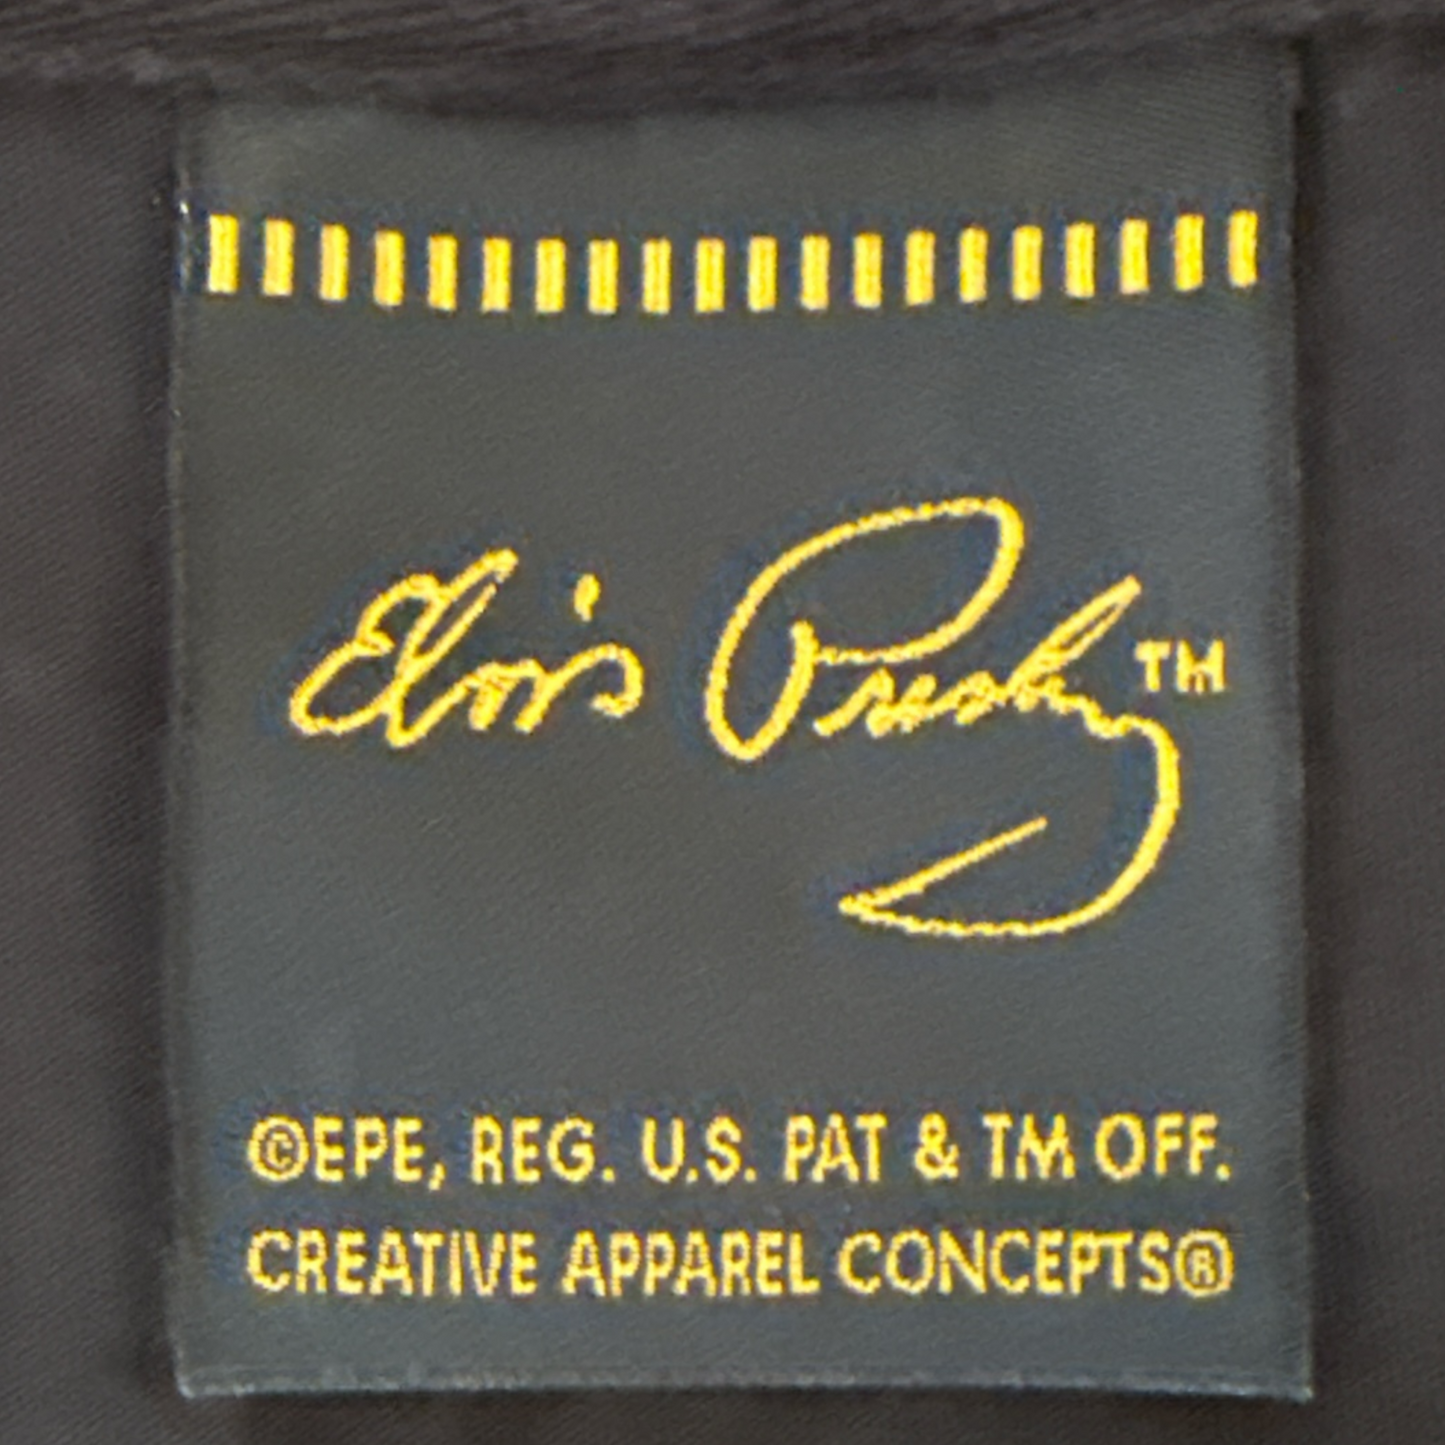 Elvis Presley™
©EPE, REG. U.S. PAT & TM OFF.
CREATIVE APPAREL CONCEPTS®